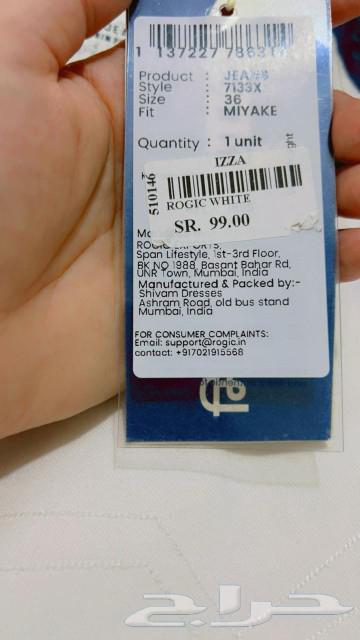 1 137227 78631
Product : JEANS
Style : 7133X
Size : 36
Fit : MIYAKE
Quantity : 1 unit
IZZA
510146
ROGIC WHITE
SR. 99.00
ROGIC EXPORTS,
Span Lifestyle, 1st-3rd Floor,
BK NO 1988, Basant Bahar Rd,
UNR Town, Mumbai, India
Manufactured & Packed by:-
Shivam Dresses
Ashram Road, old bus stand
Mumbai, India
FOR CONSUMER COMPLAINTS:
Email: support@rogic.in
contact: +917021915568
fa
حراج